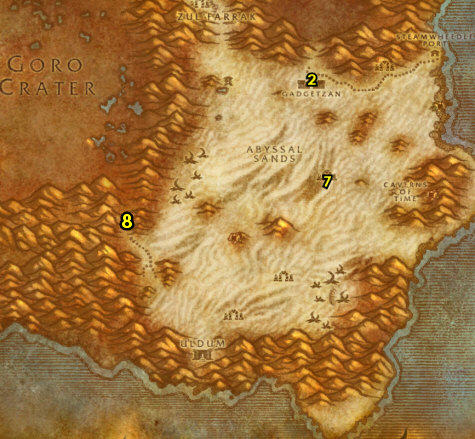 ZUL'FARRAK
STEAMWHEEDLE
PORT
GORO
CRATER
2
GADGETZAN
ABYSSAL
SANDS
7
CAVERNS
OF
TIME
8
ULDUM